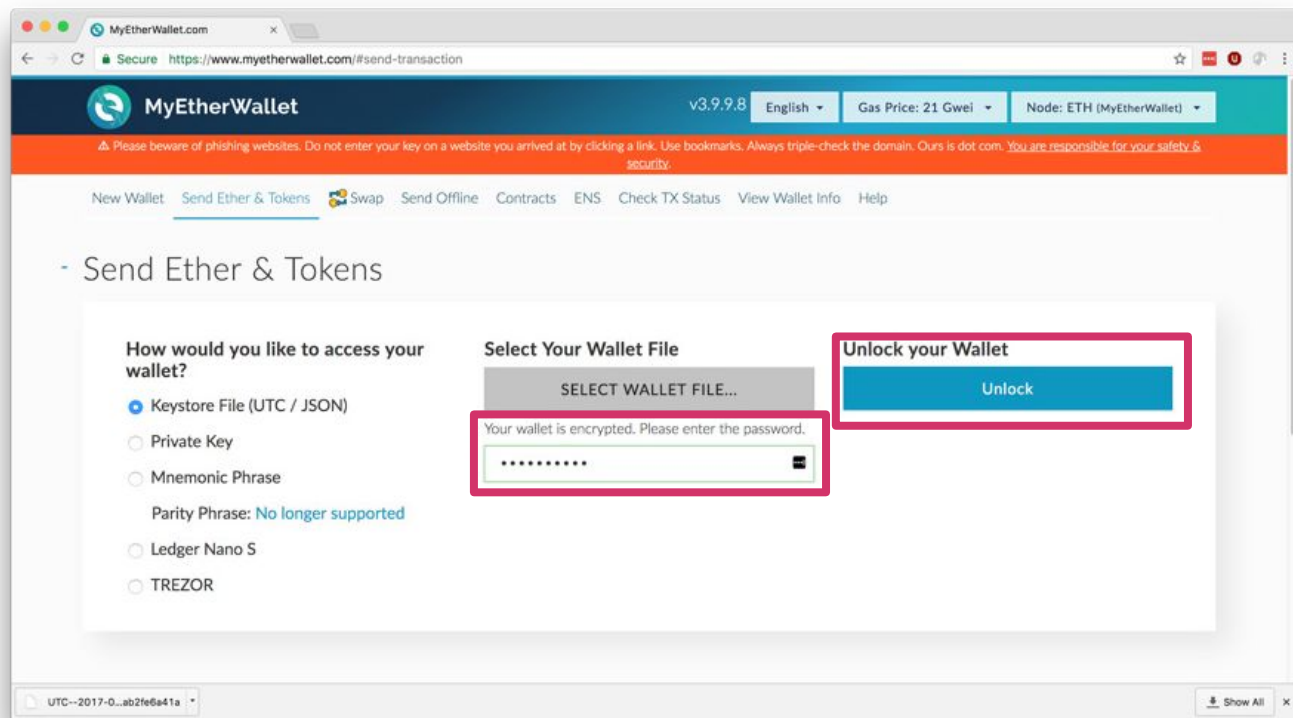 MyEtherWallet.com
Secure https://www.myetherwallet.com/#send-transaction
MyEtherWallet
v3.9.9.8 English Gas Price: 21 Gwei Node: ETH (MyEtherWallet)
Please beware of phishing websites. Do not enter your key on a website you arrived at by clicking a link. Use bookmarks. Always triple-check the domain. Ours is dot com. You are responsible for your safety &
security.
New Wallet Send Ether & Tokens Swap Send Offline Contracts ENS Check TX Status View Wallet Info Help
- Send Ether & Tokens
How would you like to access your
wallet?
Keystore File (UTC / JSON)
Private Key
Mnemonic Phrase
Parity Phrase: No longer supported
Ledger Nano S
TREZOR
Select Your Wallet File
SELECT WALLET FILE...
Your wallet is encrypted. Please enter the password.
••••••••••
Unlock your Wallet
Unlock
UTC--2017-0...ab2fe6a41a
Show All